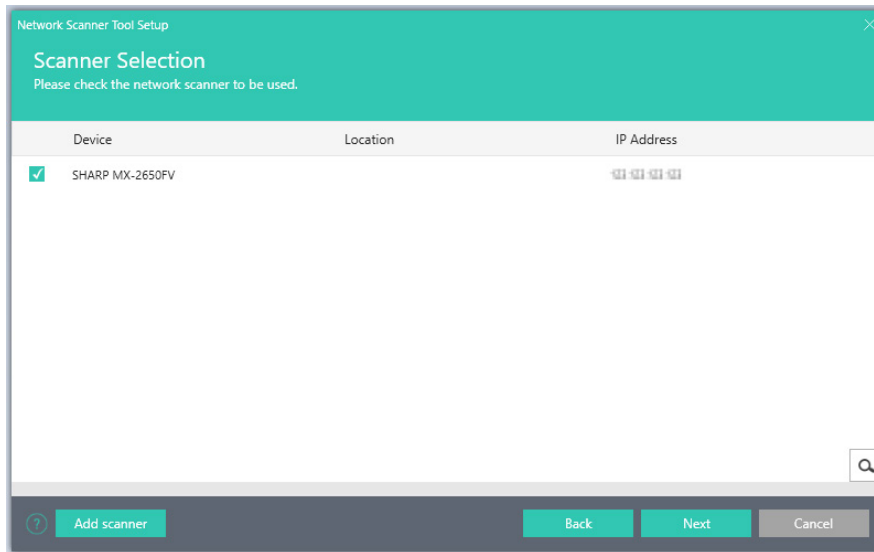 Network Scanner Tool Setup
Scanner Selection
Please check the network scanner to be used.
Device Location IP Address
SHARP MX-2650FV
? Add scanner Back Next Cancel